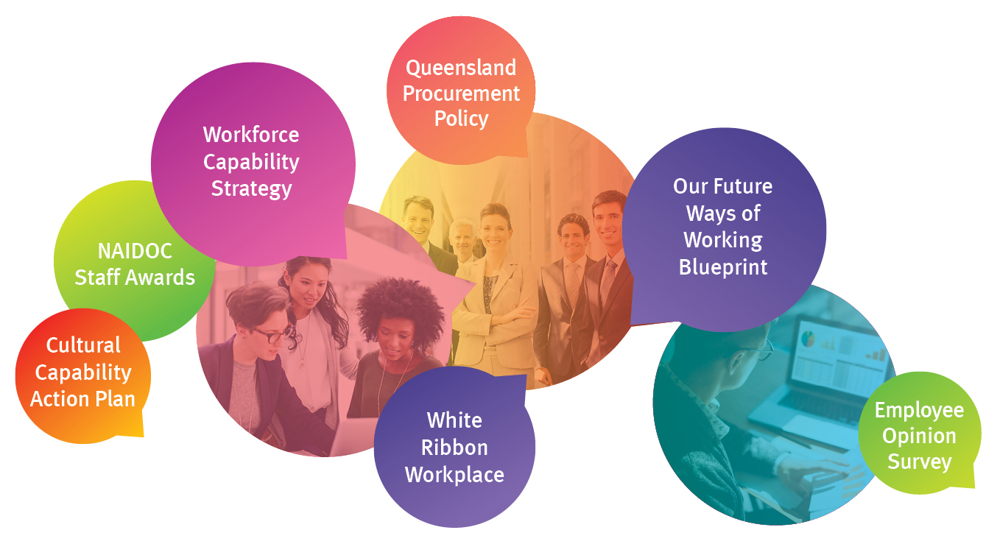 Queensland
Procurement
Policy
Workforce
Capability
Strategy
Our Future
Ways of
Working
Blueprint
NAIDOC
Staff Awards
Cultural
Capability
Action Plan
White
Ribbon
Workplace
Employee
Opinion
Survey